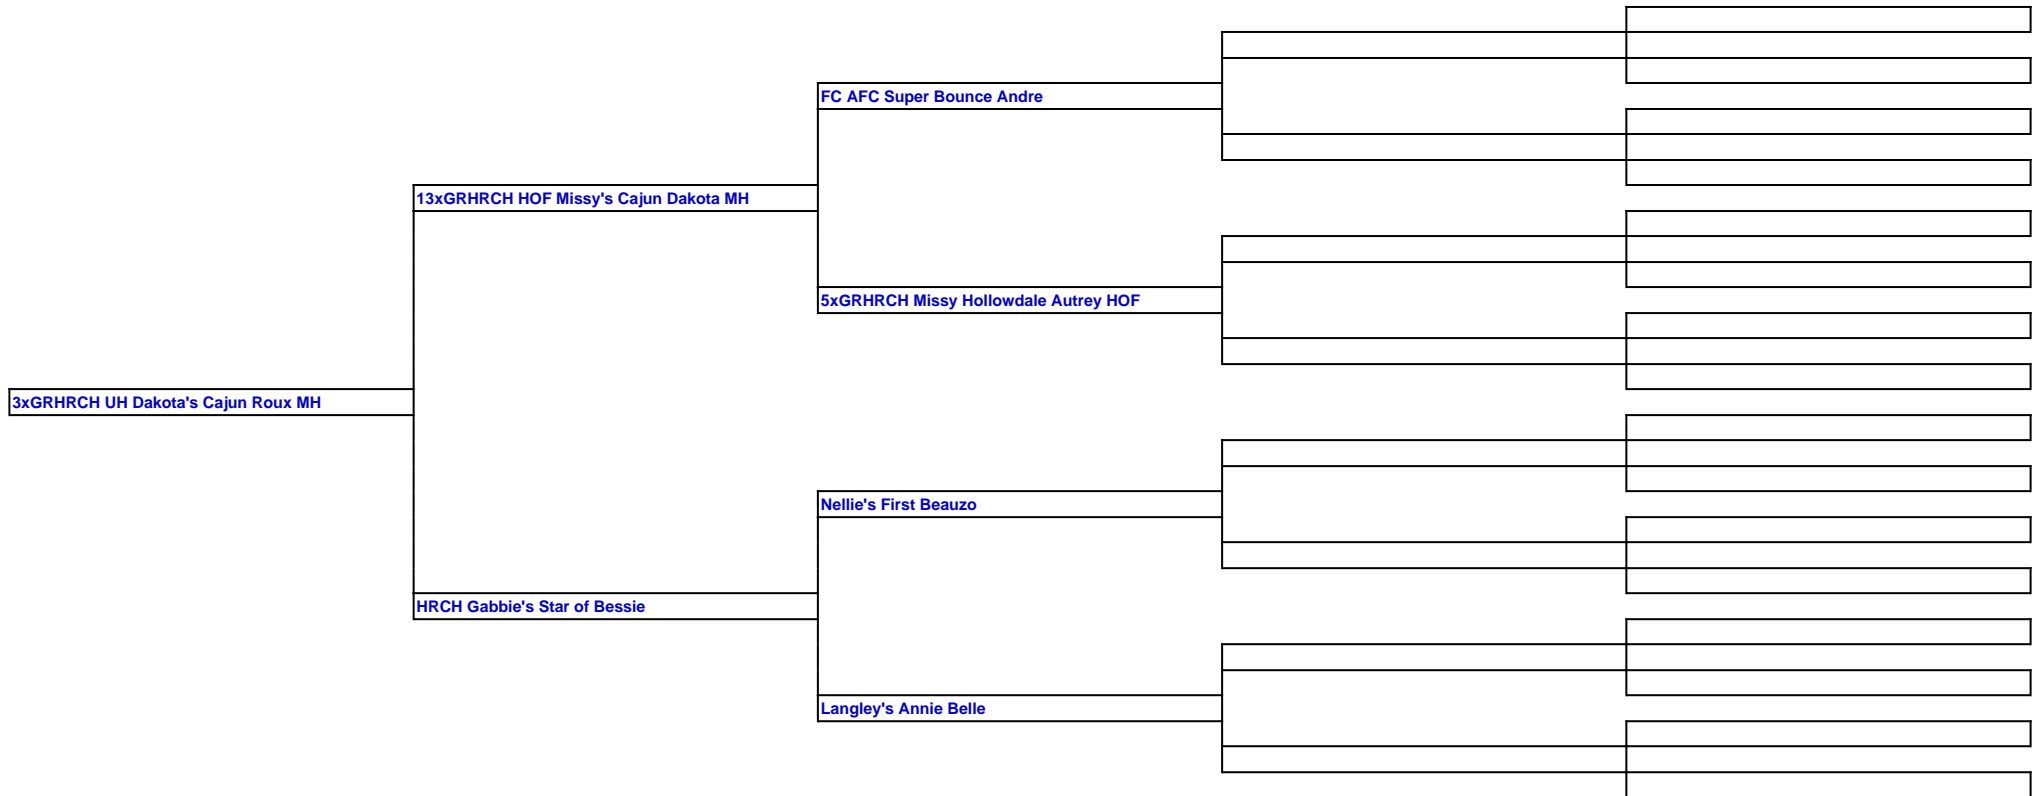 FC AFC Super Bounce Andre
13xGRHRCH HOF Missy's Cajun Dakota MH
5xGRHRCH Missy Hollowdale Autrey HOF
3xGRHRCH UH Dakota's Cajun Roux MH
Nellie's First Beauzo
HRCH Gabbie's Star of Bessie
Langley's Annie Belle